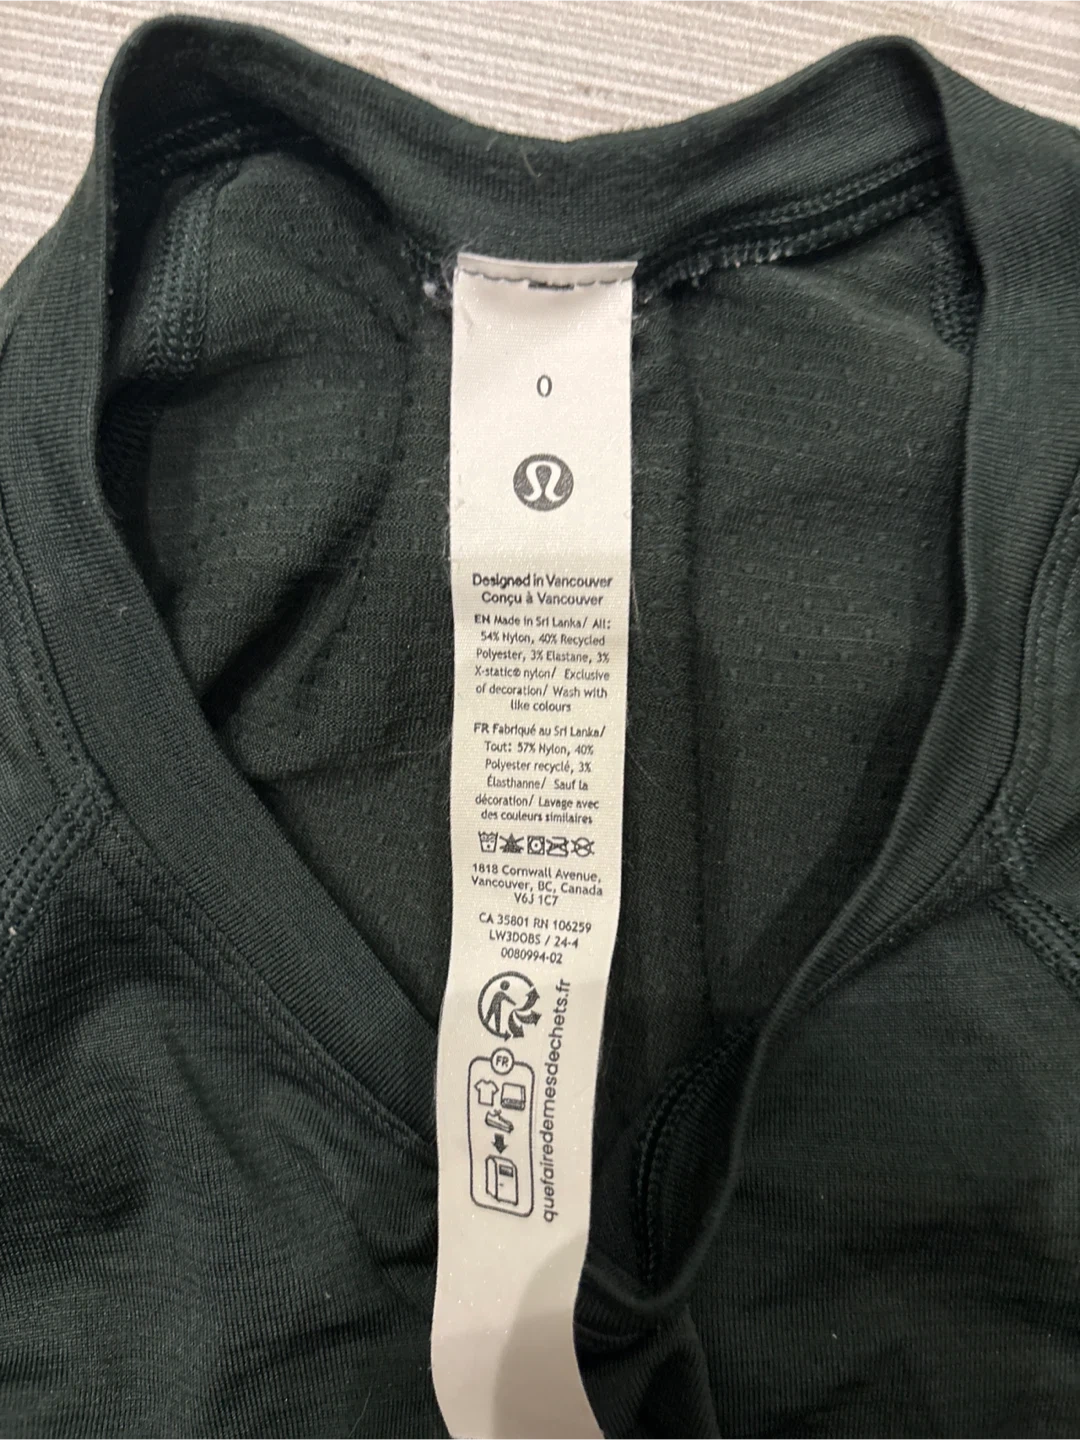 0
Designed in Vancouver
Conçu à Vancouver
EN Made in Sri Lanka/ All:
54% Nylon, 40% Recycled
Polyester, 3% Elastane, 3%
X-static® nylon/ Exclusive
of decoration/ Wash with
like colours
FR Fabriqué au Sri Lanka/
Tout: 57% Nylon, 40%
Polyester recyclé, 3%
Élasthanne/ Sauf la
décoration/ Lavage avec
des couleurs similaires
1818 Cornwall Avenue,
Vancouver, BC, Canada
V6J 1C7
CA 35801 RN 106259
LW3DOBS / 24-4
0080994-02
FR
quefairedemesdechets.fr